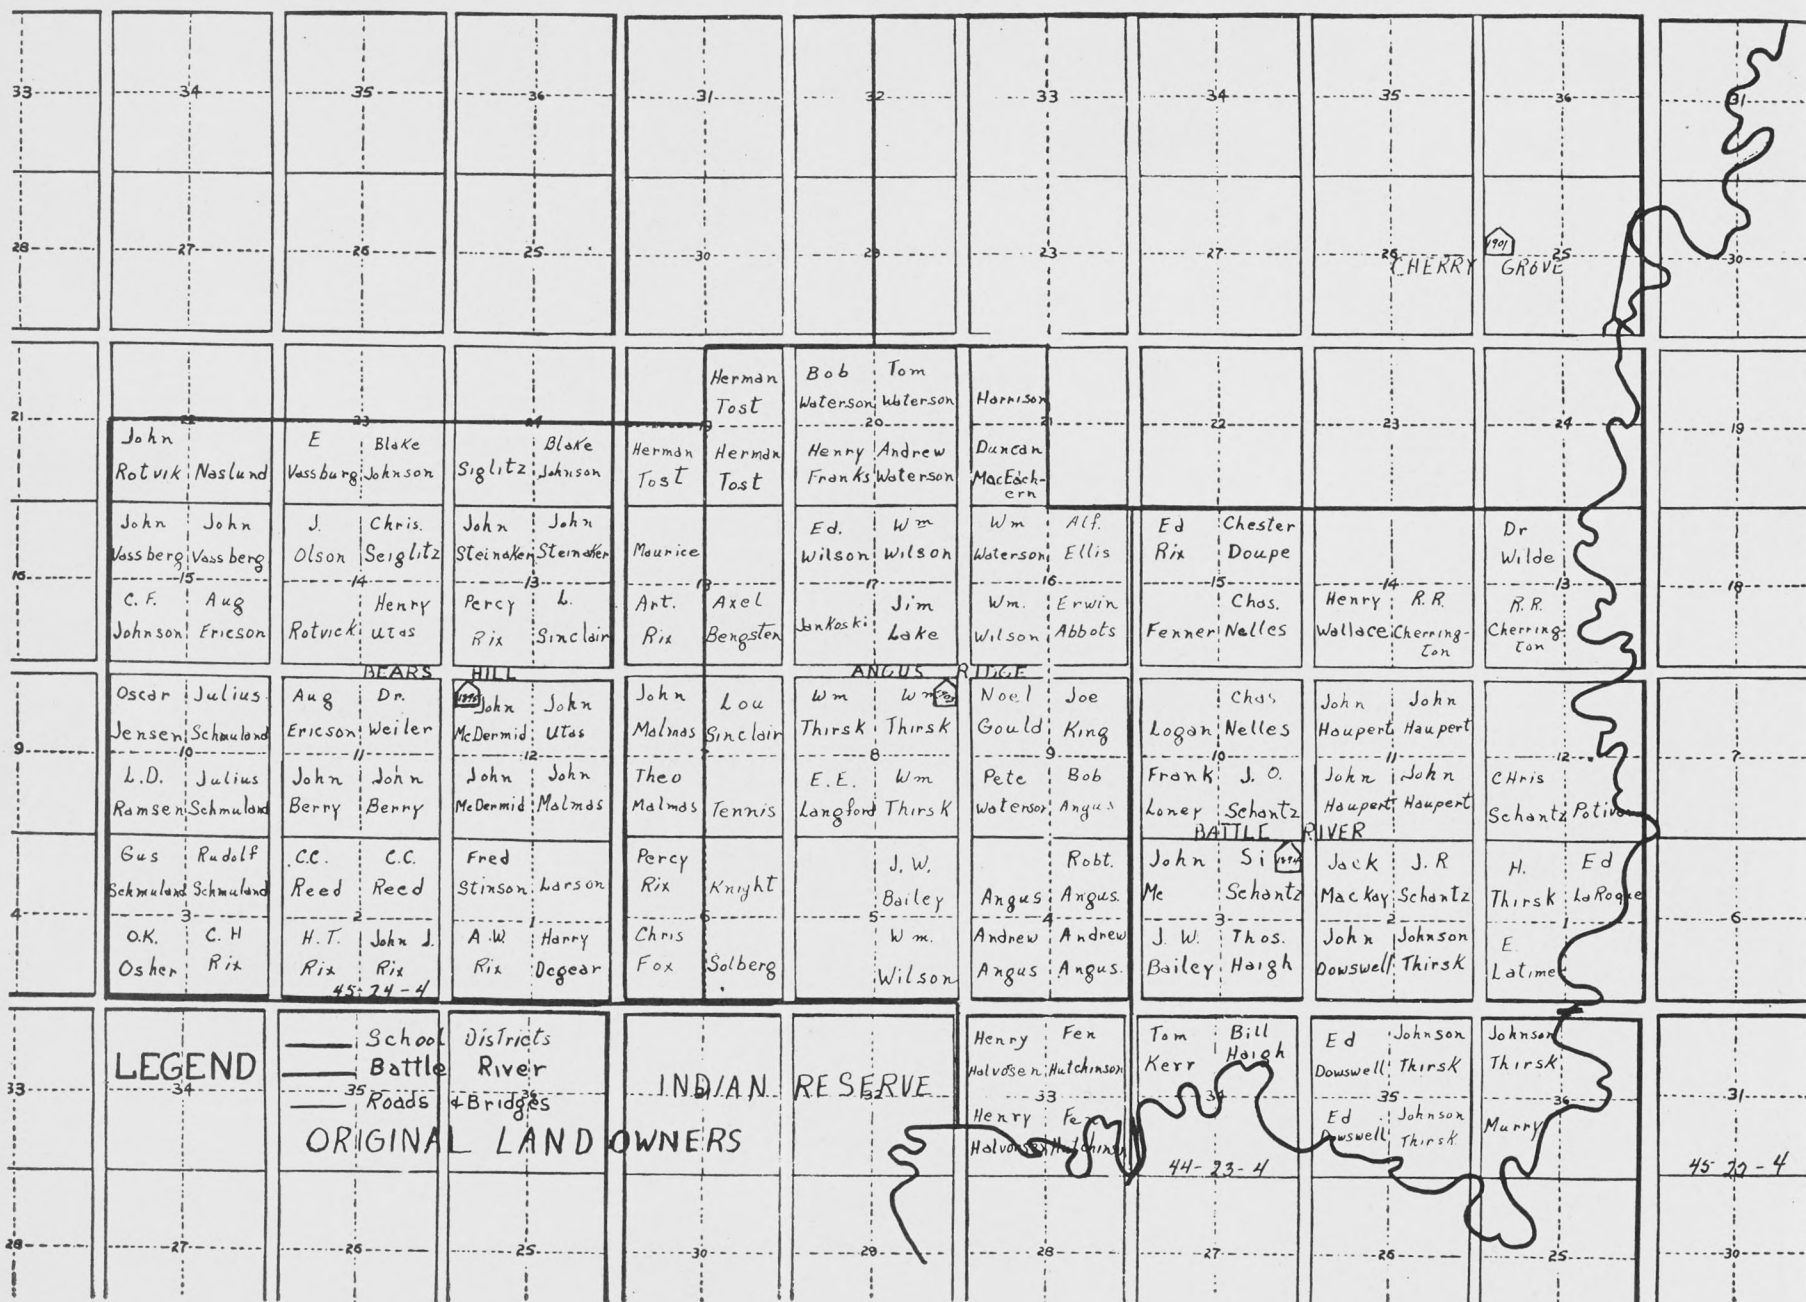 33 34 35 36 31 32 33 34 35 36 31
28 27 26 25 30 29 23 27 26 25 30
1901
CHERRY GROVE
Herman Bob Tom
Tost Waterson Waterson Harrison
21 22 23 24 19 20 21 22 23 24 19
John E Blake Blake Herman Herman Henry Andrew Duncan
Rotvik Naslund Vassburg Johnson Siglitz Johnson Tost Tost Franks Waterson MacEach-
ern
John John J. Chris. John John Ed. Wm Wm Alf. Ed Chester Dr
Vassberg Vassberg Olson Seiglitz Steinaker Steinaker Maurice Wilson Wilson Waterson Ellis Rix Doupe Wilde
16 15 14 13 18 17 16 15 14 13 18
C. F. Aug Henry Percy L. Art. Axel Jim Wm. Erwin Chas. Henry R.R. R.R.
Johnson Ericson Rotvick Utas Rix Sinclair Rix Bengsten Jankoski Lake Wilson Abbots Fenner Nelles Wallace Cherring- Cherring-
ton ton
BEARS HILL ANGUS RIDGE
Oscar Julius Aug Dr. John John John Lou Wm Wm Noel Joe Chas John John
Jensen Schmuland Ericson Weiler McDermid Utas Malmas Sinclair Thirsk Thirsk Gould King Logan Nelles Haupert Haupert
9 10 11 12 7 8 9 10 11 12 7
L.D. Julius John John John John Theo E.E. Wm Pete Bob Frank J. O. John John CHris
Ramsen Schmuland Berry Berry McDermid Malmas Malmas Tennis Langford Thirsk Waterson Angus Loney Schantz Haupert Haupert Schantz
BATTLE RIVER
Gus Rudolf C.C. C.C. Fred Percy J. W. Robt. John Si Jack J. R H. Ed
Schmuland Schmuland Reed Reed Stinson Larson Rix Knight Bailey Angus Angus. Mc Schantz MacKay Schantz Thirsk LaRoque
4 3 2 1 6 5 4 3 2 1 6
O.K. C. H H. T. John J. A.W. Harry Chris Wm. Andrew Andrew J. W. Thos. John Johnson E.
Osher Rix Rix Rix Rix Degear Fox Solberg Wilson Angus Angus. Bailey Haigh Dowswell Thirsk Latimer
45-24-4
LEGEND
School Districts
Battle River
Roads & Bridges
ORIGINAL LAND OWNERS
INDIAN RESERVE
Henry Fen Tom Bill Ed Johnson Johnson
Halvosen Hutchinson Kerr Haigh Dowswell Thirsk Thirsk
33 34 35 36 32 33 34 35 36 31
Henry Fen Ed Johnson
Halvosen Hutchinson Dowswell Thirsk Murry
44-23-4 45-22-4
28 27 26 25 30 29 28 27 26 25 30